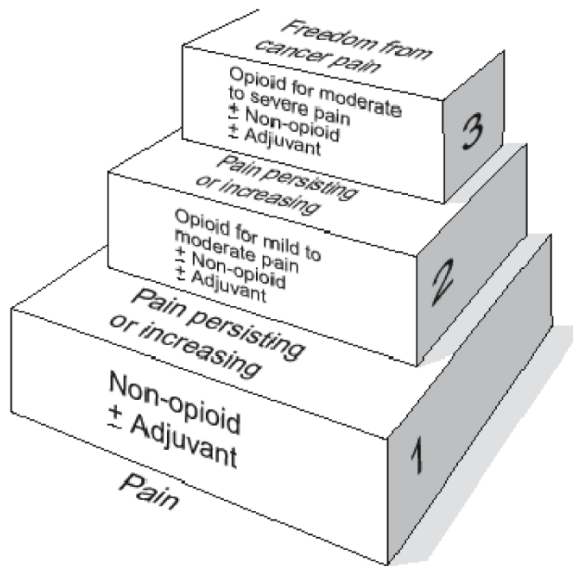 Freedom from
cancer pain
Opioid for moderate
to severe pain
± Non-opioid
± Adjuvant
3
Pain persisting
or increasing
Opioid for mild to
moderate pain
± Non-opioid
± Adjuvant
2
Pain persisting
or increasing
Non-opioid
± Adjuvant
1
Pain